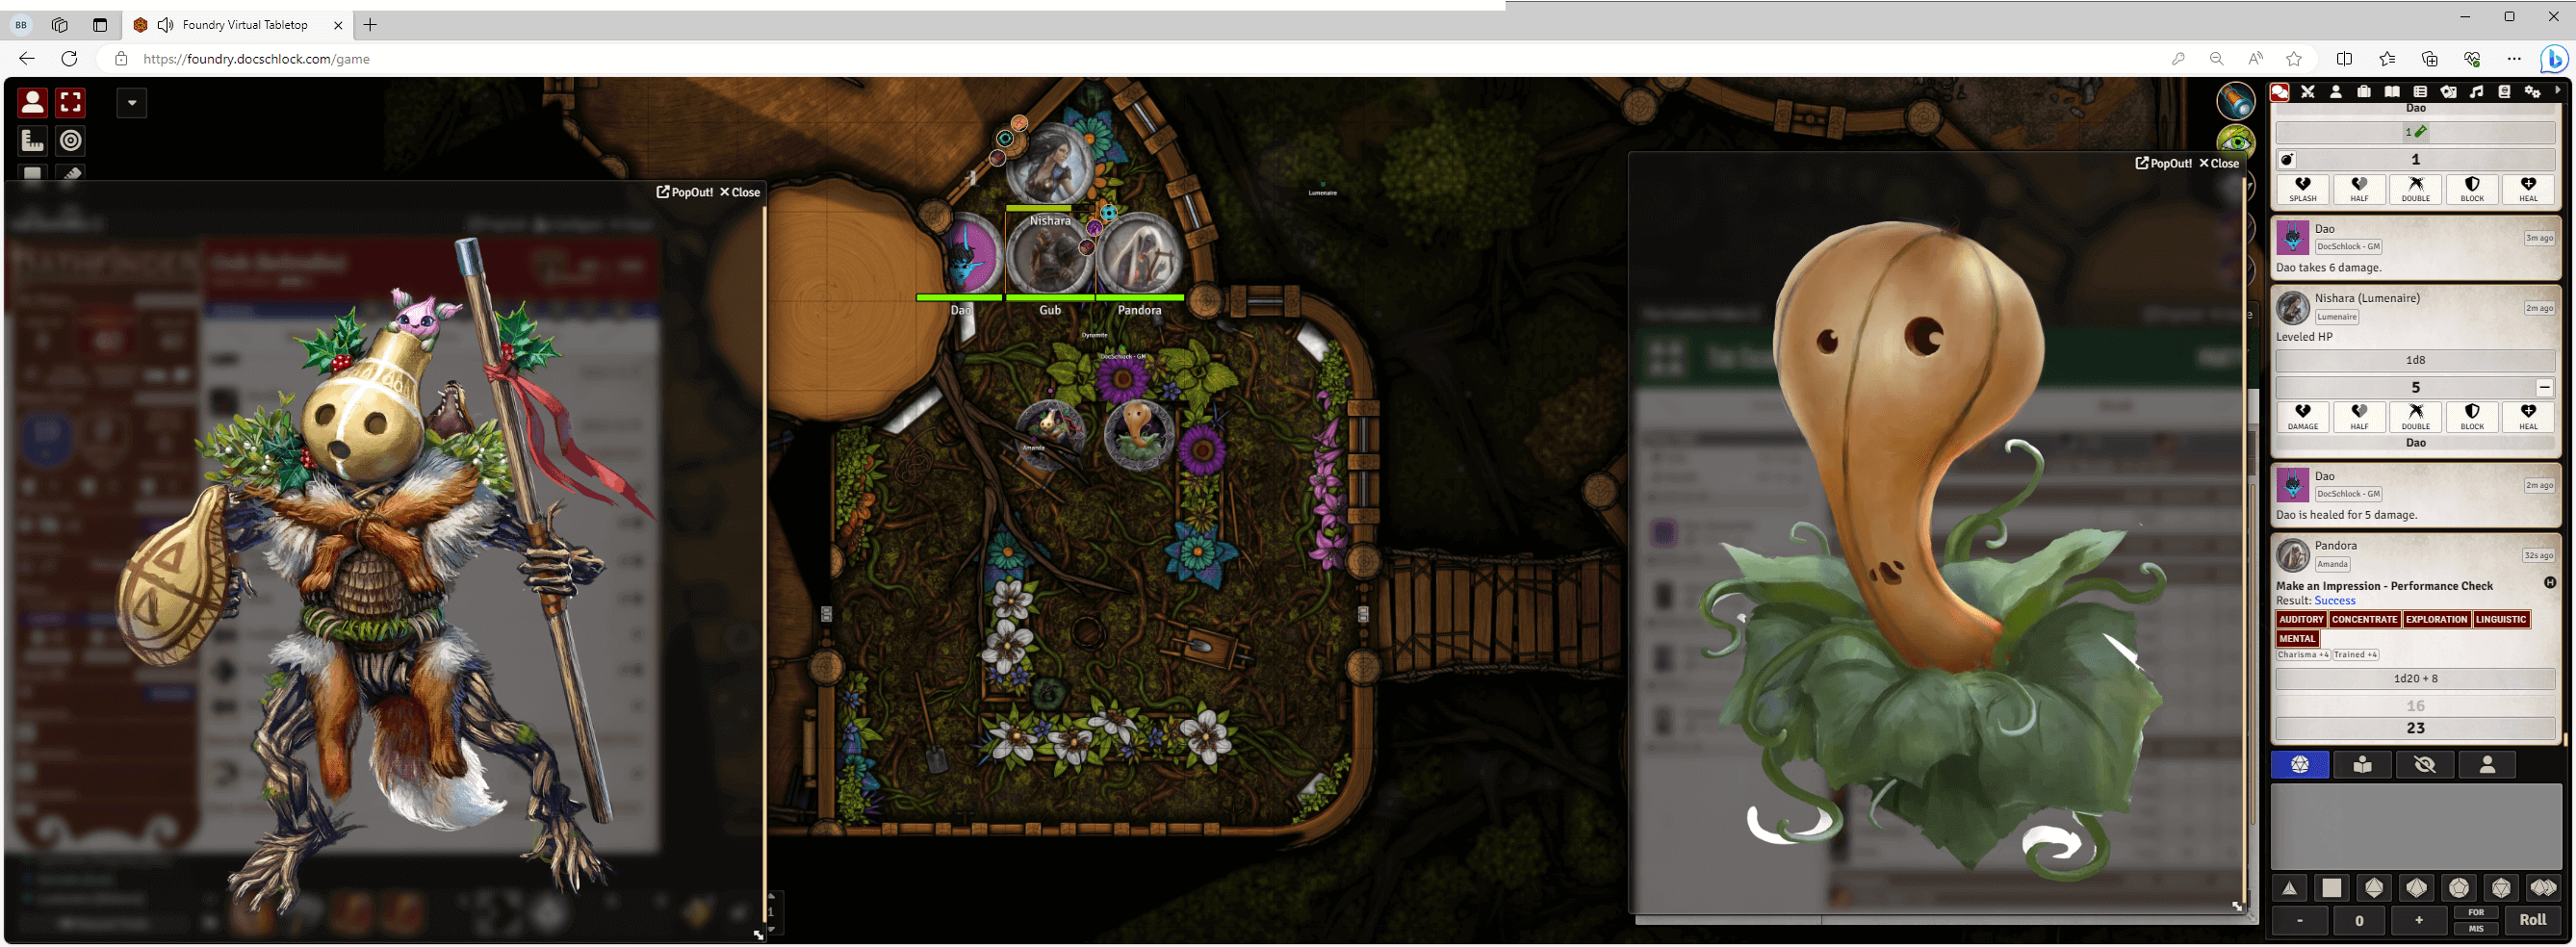 BB
Foundry Virtual Tabletop
https://foundry.docschlock.com/game
PopOut! Close
Nishara
Dao
Gub
Pandora
Lumenaire
Dynomite
DocSchlock - GM
Amanda
1
PopOut! Close
Dao
1
1
SPLASH
HALF
DOUBLE
BLOCK
HEAL
Dao
DocSchlock - GM
3m ago
Dao takes 6 damage.
Nishara (Lumenaire)
Lumenaire
2m ago
Leveled HP
1d8
5
DAMAGE
HALF
DOUBLE
BLOCK
HEAL
Dao
Dao
DocSchlock - GM
2m ago
Dao is healed for 5 damage.
Pandora
Amanda
32s ago
Make an Impression - Performance Check
Result: Success
AUDITORY CONCENTRATE EXPLORATION LINGUISTIC
MENTAL
Charisma +4 Trained +4
1d20 + 8
16
23
- 0 + FOR
MIS
Roll